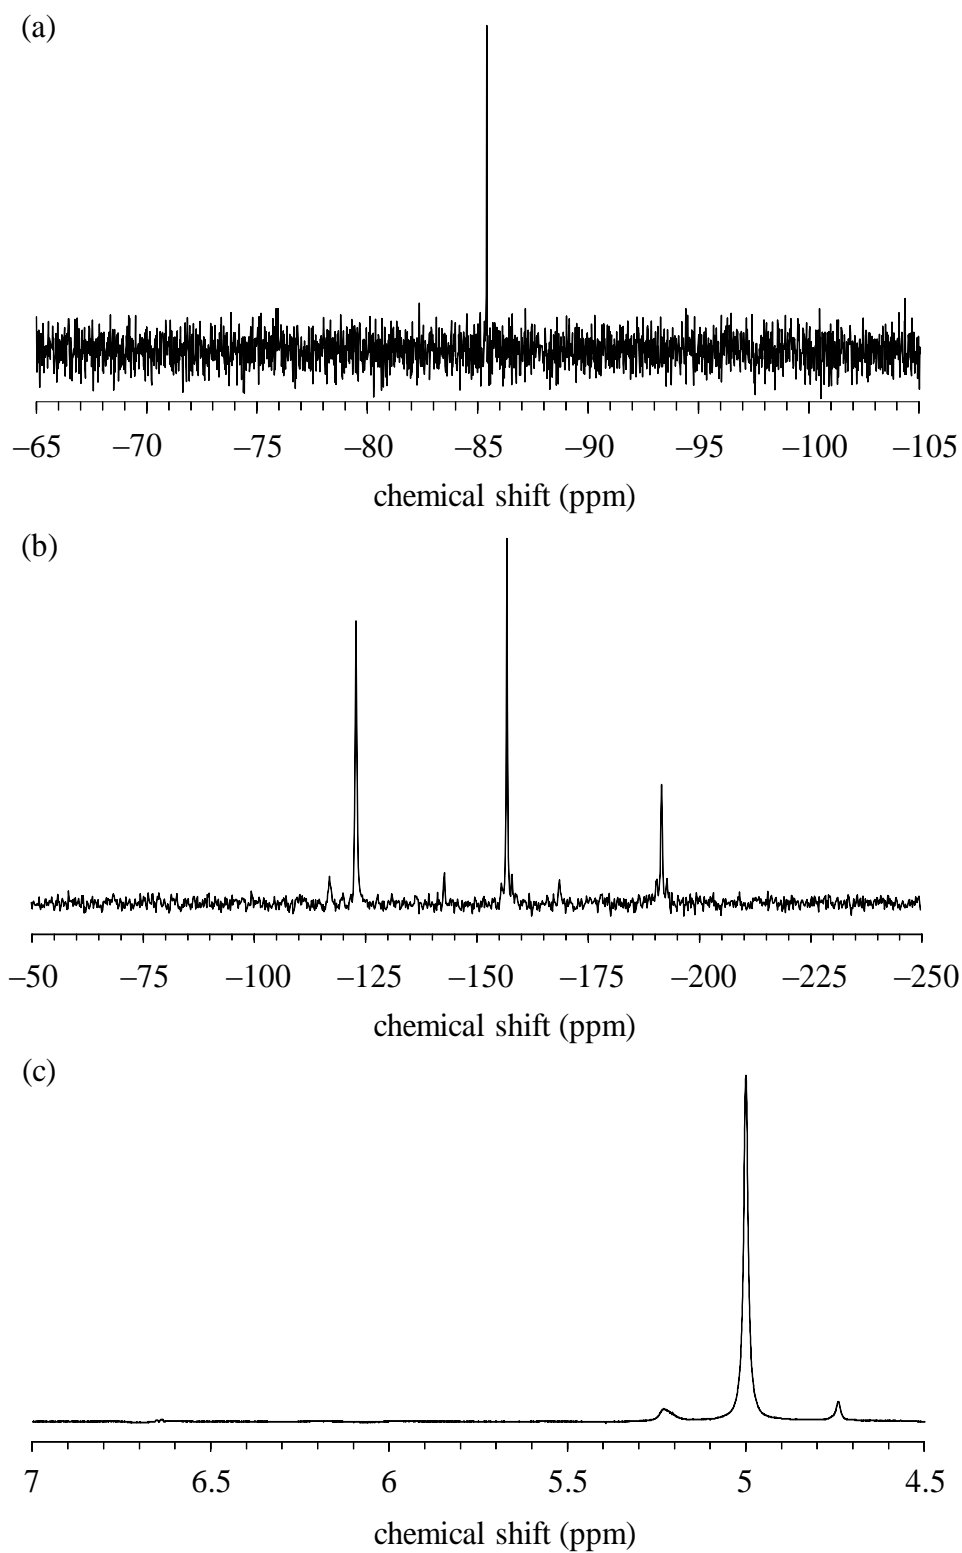 (a)
–65 –70 –75 –80 –85 –90 –95 –100 –105
chemical shift (ppm)
(b)
–50 –75 –100 –125 –150 –175 –200 –225 –250
chemical shift (ppm)
(c)
7 6.5 6 5.5 5 4.5
chemical shift (ppm)